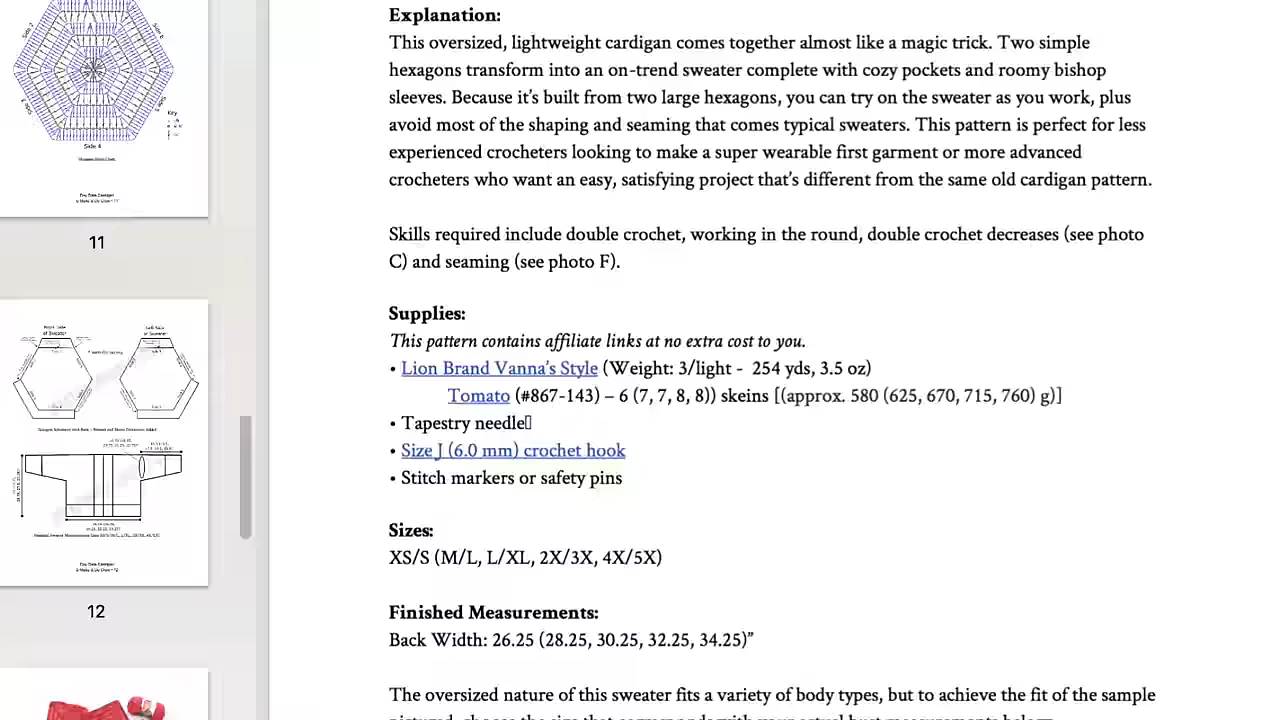 Explanation:
This oversized, lightweight cardigan comes together almost like a magic trick. Two simple
hexagons transform into an on-trend sweater complete with cozy pockets and roomy bishop
sleeves. Because it's built from two large hexagons, you can try on the sweater as you work, plus
avoid most of the shaping and seaming that comes typical sweaters. This pattern is perfect for less
experienced crocheters looking to make a super wearable first garment or more advanced
crocheters who want an easy, satisfying project that's different from the same old cardigan pattern.
Skills required include double crochet, working in the round, double crochet decreases (see photo
C) and seaming (see photo F).
Supplies:
This pattern contains affiliate links at no extra cost to you.
• Lion Brand Vanna's Style (Weight: 3/light - 254 yds, 3.5 oz)
Tomato (#867-143) – 6 (7, 7, 8, 8)) skeins [(approx. 580 (625, 670, 715, 760) g)]
• Tapestry needle
• Size J (6.0 mm) crochet hook
• Stitch markers or safety pins
Sizes:
XS/S (M/L, L/XL, 2X/3X, 4X/5X)
Finished Measurements:
Back Width: 26.25 (28.25, 30.25, 32.25, 34.25)”
The oversized nature of this sweater fits a variety of body types, but to achieve the fit of the sample
Side 4
Key
11
12